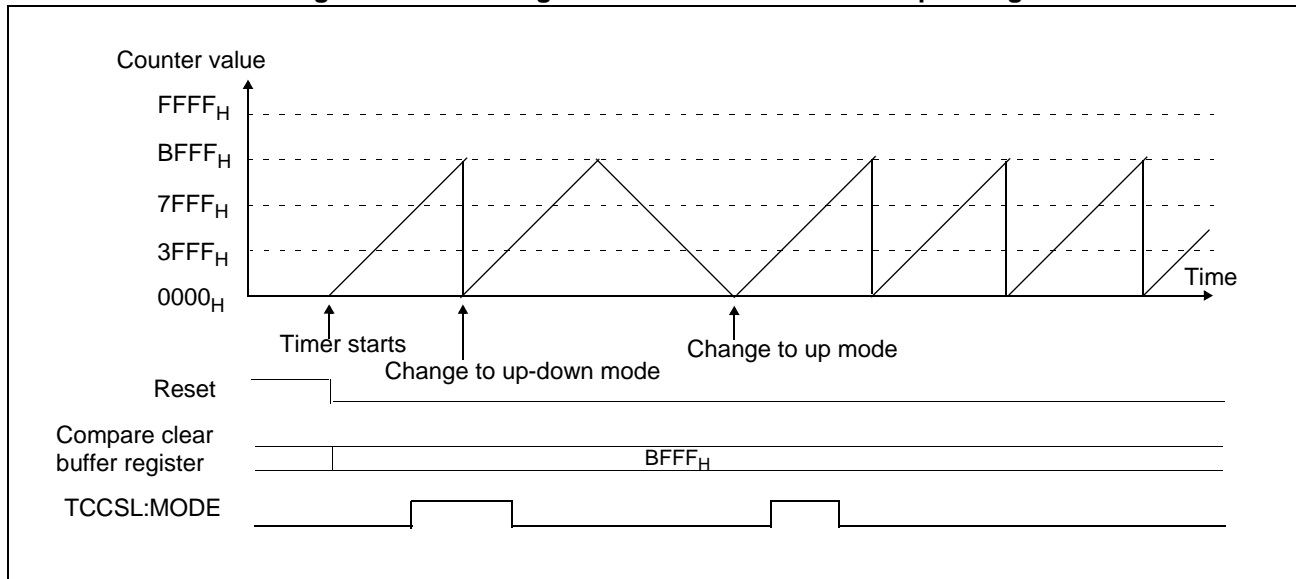 Counter value
FFFFH
BFFFH
7FFFH
3FFFH
0000H
Time
Timer starts
Change to up-down mode
Change to up mode
Reset
Compare clear
buffer register
BFFFH
TCCSL:MODE